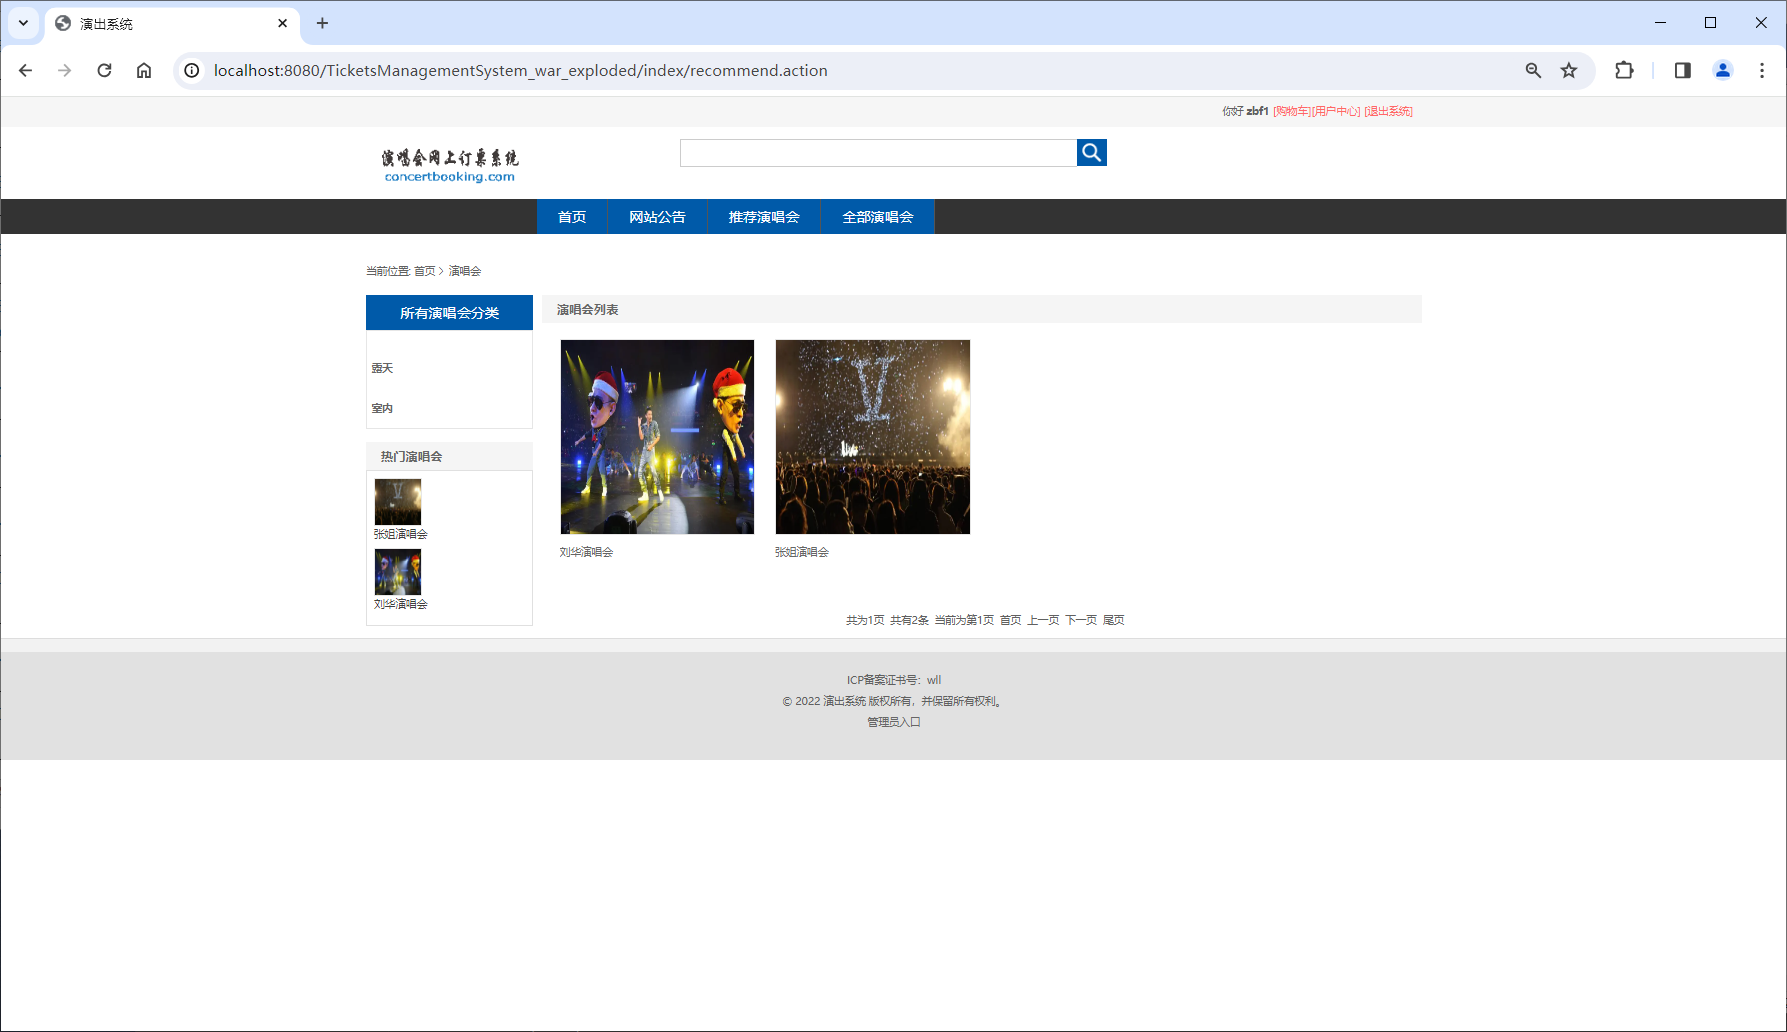 演出系统
localhost:8080/TicketsManagementSystem_war_exploded/index/recommend.action
你好 zbf1 [购物车][用户中心] [退出系统]
演唱会网上订票系统
concertbooking.com
首页 网站公告 推荐演唱会 全部演唱会
当前位置: 首页 > 演唱会
所有演唱会分类
露天
室内
热门演唱会
张姐演唱会
刘华演唱会
演唱会列表
V
live
刘华演唱会 张姐演唱会
共为1页 共有2条 当前为第1页 首页 上一页 下一页 尾页
ICP备案证书号：wll
© 2022 演出系统 版权所有，并保留所有权利。
管理员入口